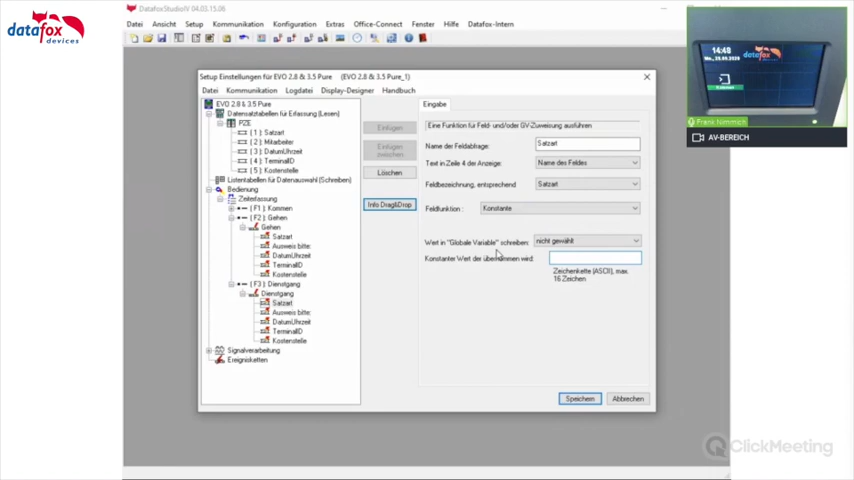 datafox
devices
DatafoxStudioIV 04.03.15.06
Datei Ansicht Setup Kommunikation Konfiguration Extras Office-Connect Fenster Hilfe Datafox-Intern
Setup Einstellungen für EVO 2.8 & 3.5 Pure (EVO 2.8 & 3.5 Pure_1)
Datei Kommunikation Logdatei Display-Designer Handbuch
EVO 2.8 & 3.5 Pure
Datensatztabellen für Erfassung (Lesen)
PZE
( 1 ): Satzart
( 2 ): Mitarbeiter
( 3 ): DatumUhrzeit
( 4 ): TerminalID
( 5 ): Kostenstelle
Listentabellen für Datenauswahl (Schreiben)
Bedienung
Zeiterfassung
(F1 ): Kommen
(F2 ): Gehen
Gehen
Satzart
Ausweis bitte:
DatumUhrzeit
TerminalID
Kostenstelle
(F3 ): Dienstgang
Dienstgang
Satzart
Ausweis bitte:
DatumUhrzeit
TerminalID
Kostenstelle
Signalverarbeitung
Ereignisketten
Einfügen
Einfügen
zwischen
Löschen
Info Drag&Drop
Eingabe
Eine Funktion für Feld- und/oder GV-Zuweisung ausführen
Name der Feldabfrage: Satzart
Text in Zeile 4 der Anzeige: Name des Feldes
Feldbezeichnung, entsprechend Satzart
Feldfunktion : Konstante
Wert in "Globale Variable" schreiben: nicht gewählt
Konstanter Wert der übernommen wird:
Zeichenkette (ASCII), max.
16 Zeichen
Speichern Abbrechen
14:40
datafox
Kommen
Frank Nimmich
AV-BEREICH
ClickMeeting